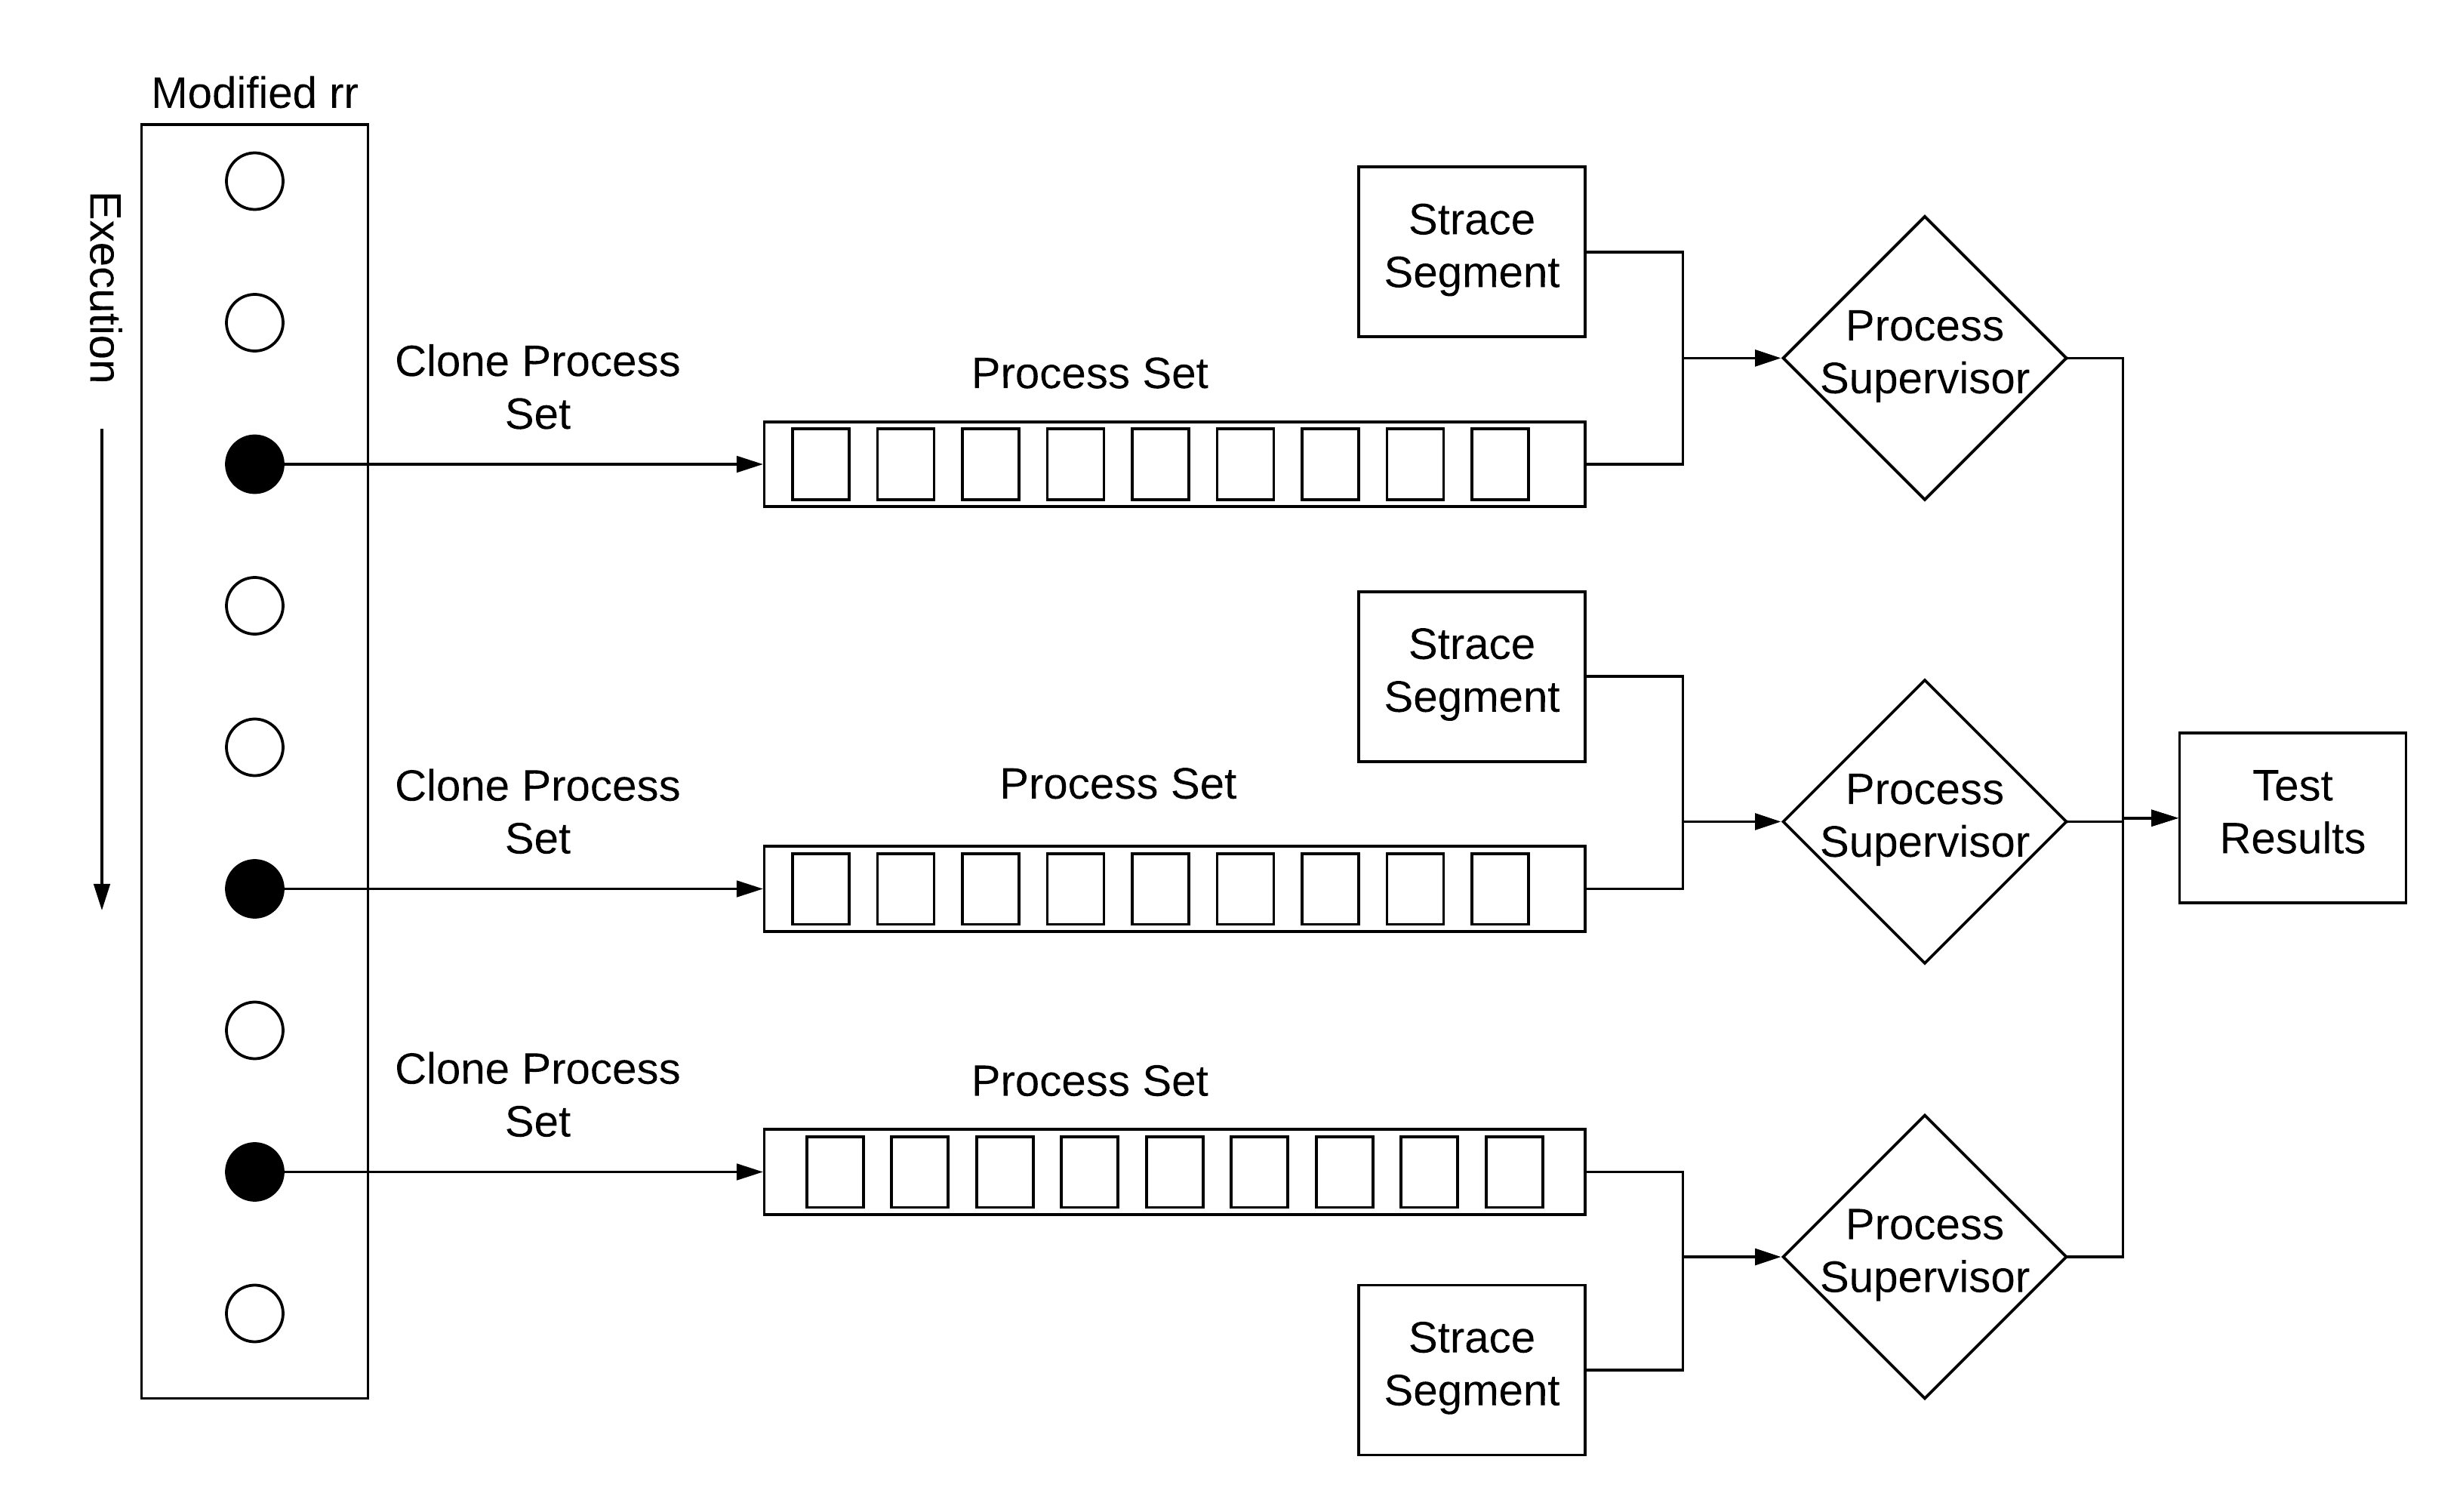 Modified rr
Execution
Clone Process
Set
Process Set
Strace
Segment
Process
Supervisor
Clone Process
Set
Process Set
Strace
Segment
Process
Supervisor
Test
Results
Clone Process
Set
Process Set
Strace
Segment
Process
Supervisor